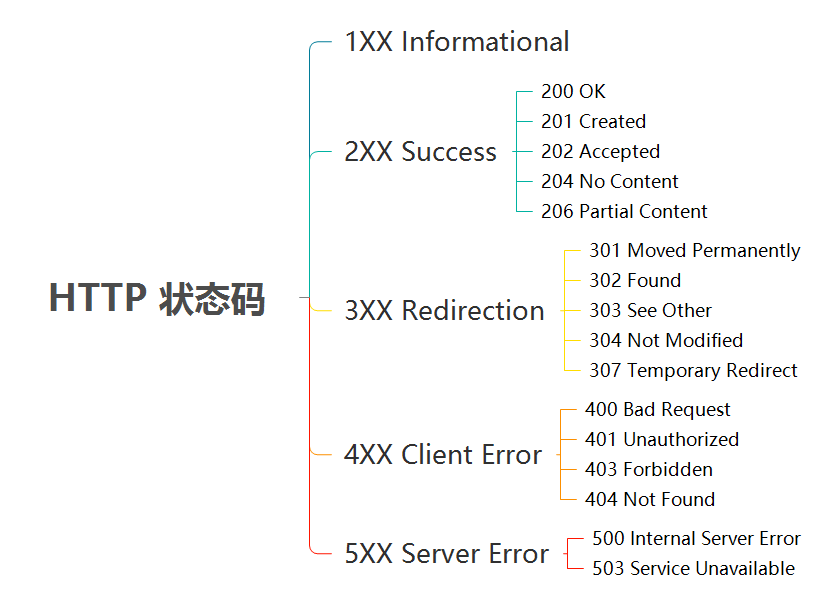 HTTP 状态码
1XX Informational
2XX Success
200 OK
201 Created
202 Accepted
204 No Content
206 Partial Content
3XX Redirection
301 Moved Permanently
302 Found
303 See Other
304 Not Modified
307 Temporary Redirect
4XX Client Error
400 Bad Request
401 Unauthorized
403 Forbidden
404 Not Found
5XX Server Error
500 Internal Server Error
503 Service Unavailable